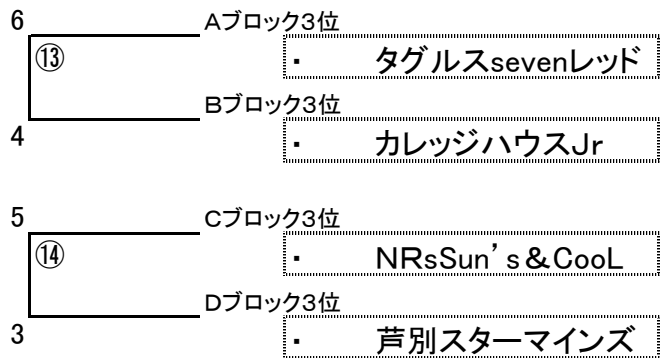 6
Aブロック3位
⑬
・ タグルスsevenレッド
Bブロック3位
4
・ カレッジハウスJr
5
Cブロック3位
⑭
・ NRsSun's&CooL
Dブロック3位
3
・ 芦別スターマインズ